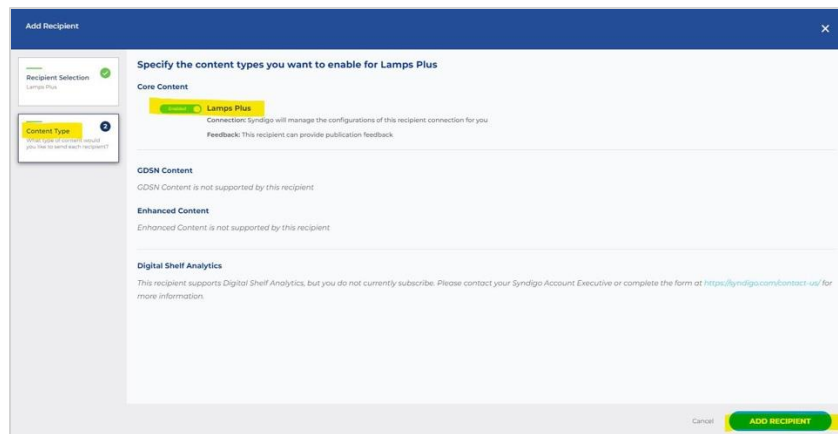 Add Recipient
Recipient Selection
Lamps Plus
Content Type
2
What type of content would
you like to send each recipient?
Specify the content types you want to enable for Lamps Plus
Core Content
Enabled
Lamps Plus
Connection: Syndigo will manage the configurations of this recipient connection for you
Feedback: This recipient can provide publication feedback
GDSN Content
GDSN Content is not supported by this recipient
Enhanced Content
Enhanced Content is not supported by this recipient
Digital Shelf Analytics
This recipient supports Digital Shelf Analytics, but you do not currently subscribe. Please contact your Syndigo Account Executive or complete the form at https://syndigo.com/contact-us/ for
more information.
Cancel
ADD RECIPIENT